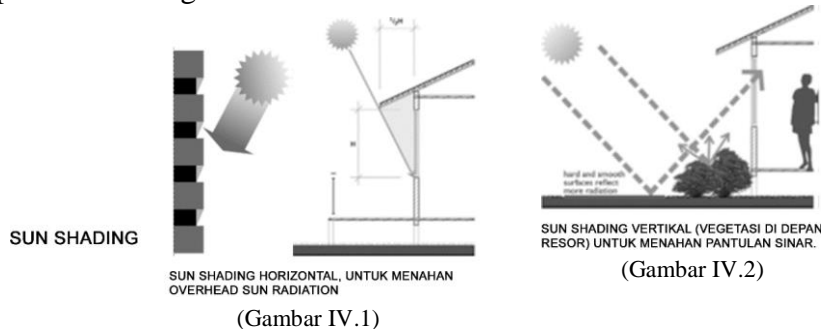 SUN SHADING
SUN SHADING HORIZONTAL, UNTUK MENAHAN
OVERHEAD SUN RADIATION
(Gambar IV.1)
hard and smooth
surfaces reflect
more radiation
SUN SHADING VERTIKAL (VEGETASI DI DEPAN
RESOR) UNTUK MENAHAN PANTULAN SINAR.
(Gambar IV.2)